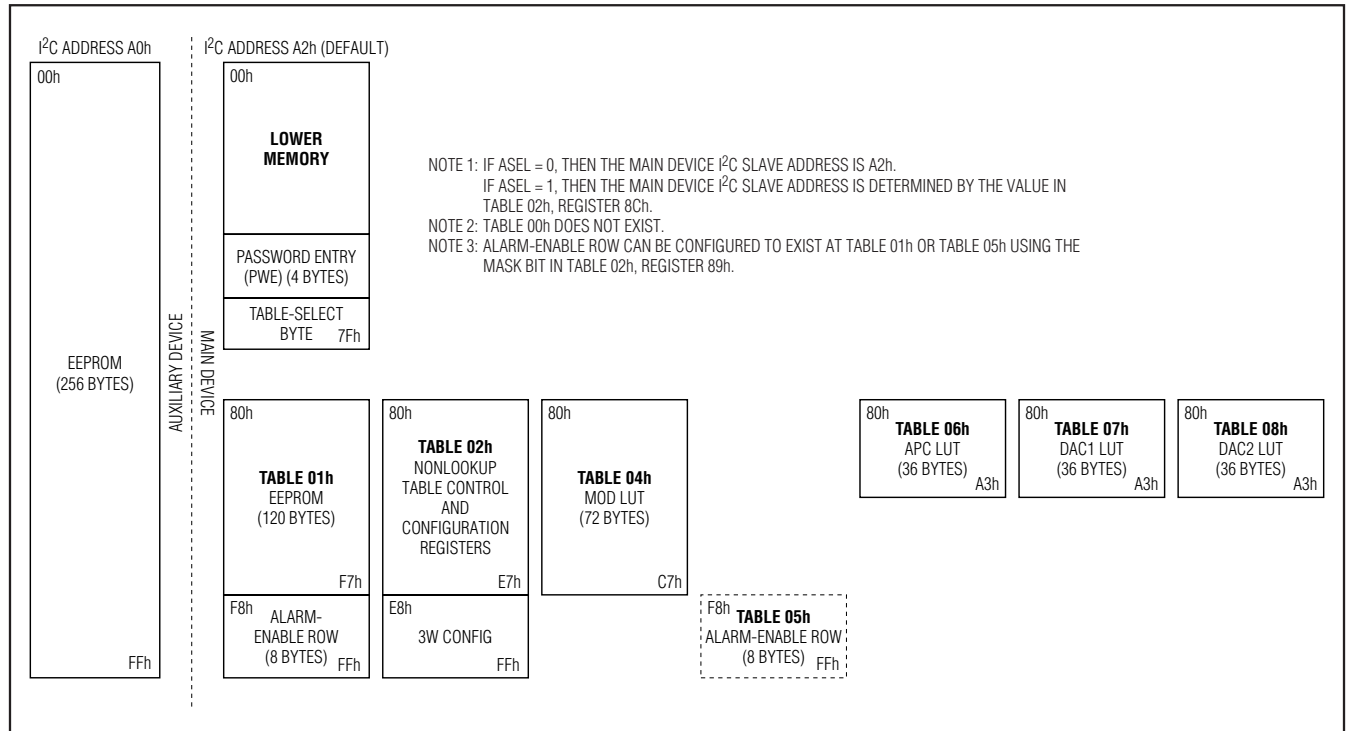 I2C ADDRESS A0h
00h
EEPROM
(256 BYTES)
FFh
AUXILIARY DEVICE
MAIN DEVICE
I2C ADDRESS A2h (DEFAULT)
00h
LOWER
MEMORY
PASSWORD ENTRY
(PWE) (4 BYTES)
TABLE-SELECT
BYTE 7Fh
NOTE 1: IF ASEL = 0, THEN THE MAIN DEVICE I2C SLAVE ADDRESS IS A2h.
IF ASEL = 1, THEN THE MAIN DEVICE I2C SLAVE ADDRESS IS DETERMINED BY THE VALUE IN
TABLE 02h, REGISTER 8Ch.
NOTE 2: TABLE 00h DOES NOT EXIST.
NOTE 3: ALARM-ENABLE ROW CAN BE CONFIGURED TO EXIST AT TABLE 01h OR TABLE 05h USING THE
MASK BIT IN TABLE 02h, REGISTER 89h.
80h
TABLE 01h
EEPROM
(120 BYTES)
F7h
F8h
ALARM-
ENABLE ROW
(8 BYTES)
FFh
80h
TABLE 02h
NONLOOKUP
TABLE CONTROL
AND
CONFIGURATION
REGISTERS
E7h
E8h
3W CONFIG
FFh
80h
TABLE 04h
MOD LUT
(72 BYTES)
C7h
F8h
TABLE 05h
ALARM-ENABLE ROW
(8 BYTES)
FFh
80h
TABLE 06h
APC LUT
(36 BYTES)
A3h
80h
TABLE 07h
DAC1 LUT
(36 BYTES)
A3h
80h
TABLE 08h
DAC2 LUT
(36 BYTES)
A3h